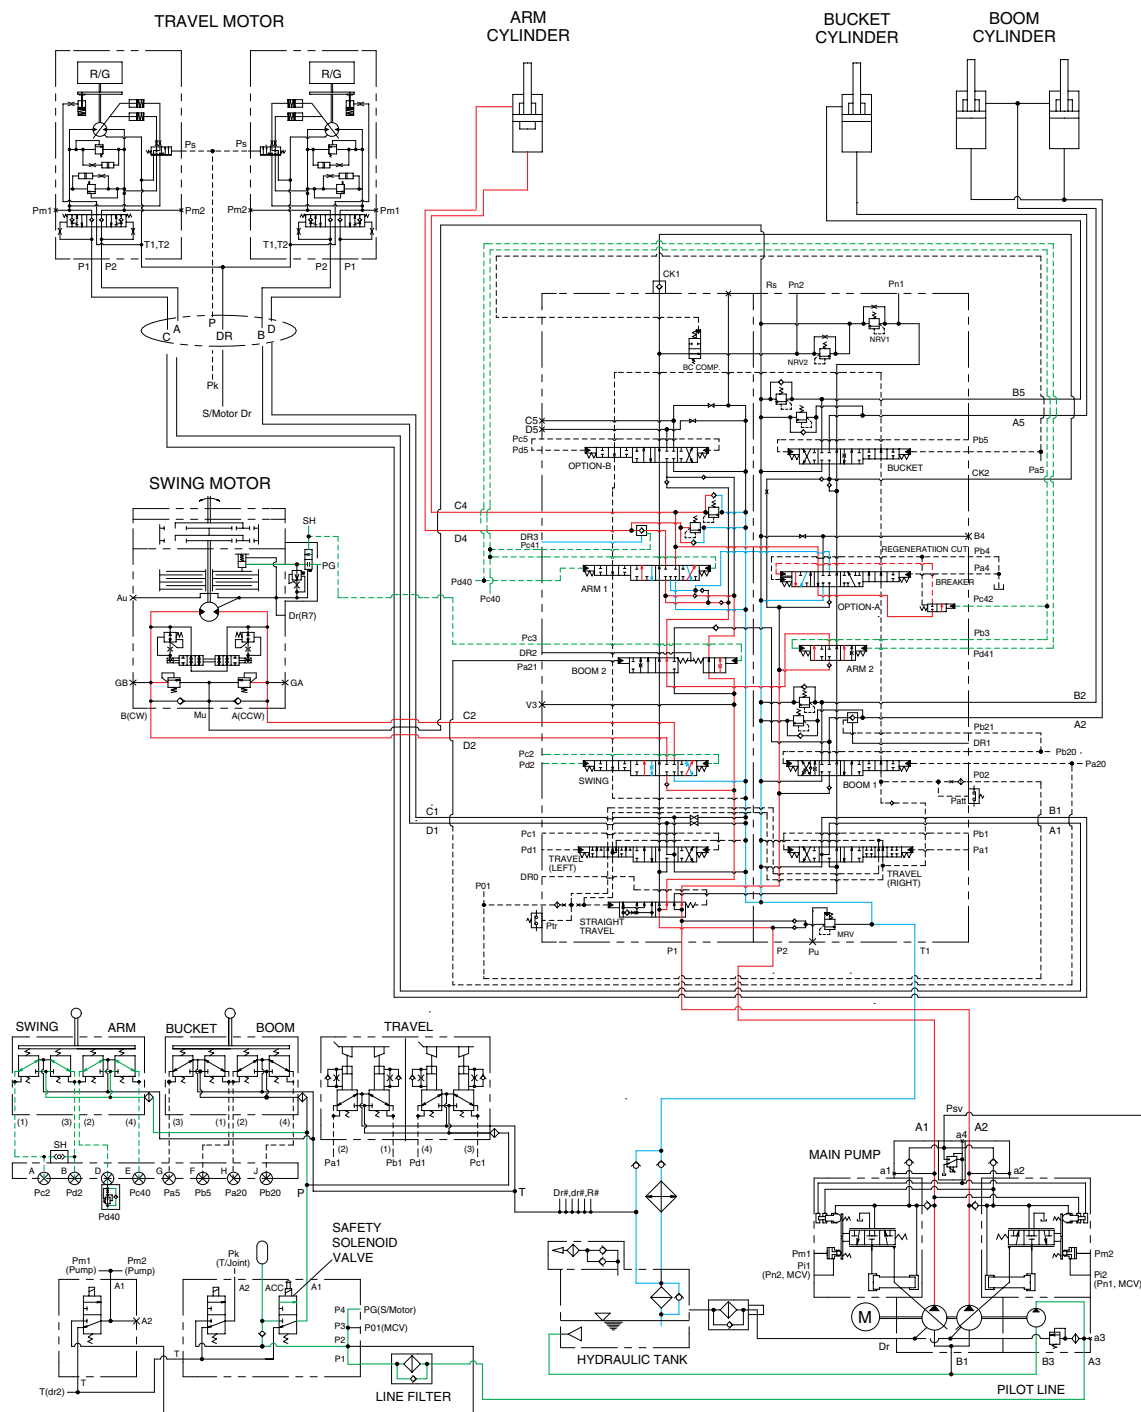 TRAVEL MOTOR
ARM
CYLINDER
BUCKET
CYLINDER
BOOM
CYLINDER
R/G
R/G
Ps
Ps
Pm1
Pm2
Pm2
Pm1
T1,T2
T1,T2
P1
P2
P2
P1
C
A
P
DR
B
D
Pk
S/Motor Dr
CK1
Rs
Pn2
Pn1
NRV1
NRV2
BC COMP.
B5
A5
C5
D5
Pc5
Pd5
OPTION-B
Pb5
BUCKET
Pa5
CK2
SWING MOTOR
SH
PG
Au
Dr(R7)
GB
GA
B(CW)
Mu
A(CCW)
C4
D4
DR3
Pc41
Pd40
Pc40
ARM 1
B4
REGENERATION CUT
Pb4
Pa4
BREAKER
OPTION-A
Pc42
Pc3
DR2
Pa21
BOOM 2
Pb3
Pd41
ARM 2
V3
B2
A2
Pb21
DR1
C2
D2
Pc2
Pd2
SWING
Pb20
Pa20
BOOM 1
P02
Patt
C1
D1
B1
A1
Pc1
Pd1
TRAVEL
(LEFT)
Pb1
Pa1
TRAVEL
(RIGHT)
DR0
P01
Ptr
STRAIGHT
TRAVEL
MRV
P1
P2
Pu
T1
SWING
ARM
BUCKET
BOOM
TRAVEL
(1)
(3)
(2)
(4)
(3)
(1)
(2)
(4)
(2)
(1)
(4)
(3)
Pa1
Pb1
Pd1
Pc1
SH
A
B
D
E
G
F
H
J
Pc2
Pd2
Pc40
Pa5
Pb5
Pa20
Pb20
Pd40
P
T
Dr#,dr#,R#
Psv
A1
A2
a4
MAIN PUMP
a1
a2
Pm1
Pi1
(Pn2, MCV)
Pm2
Pi2
(Pn1, MCV)
M
Dr
B1
B3
A3
a3
PILOT LINE
SAFETY
SOLENOID
VALVE
Pk
(T/Joint)
Pm1
(Pump)
Pm2
(Pump)
A1
A2
A2
ACC
A1
P4
PG(S/Motor)
P3
P01(MCV)
P2
P1
T
T
T(dr2)
LINE FILTER
HYDRAULIC TANK